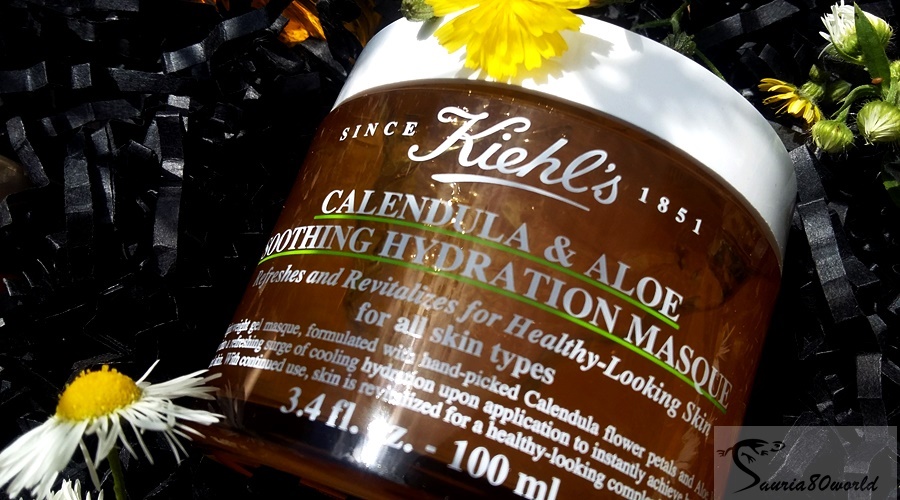 SINCE Kiehl's 1851
CALENDULA & ALOE
SOOTHING HYDRATION MASQUE
Refreshes and Revitalizes for Healthy-Looking Skin
for all skin types
gel masque, formulated with hand-picked Calendula flower petals and
a refreshing surge of cooling hydration upon application to instantly achieve
With continued use, skin is revitalized for a healthy-looking
3.4 fl. oz. - 100 ml
Sauria80world